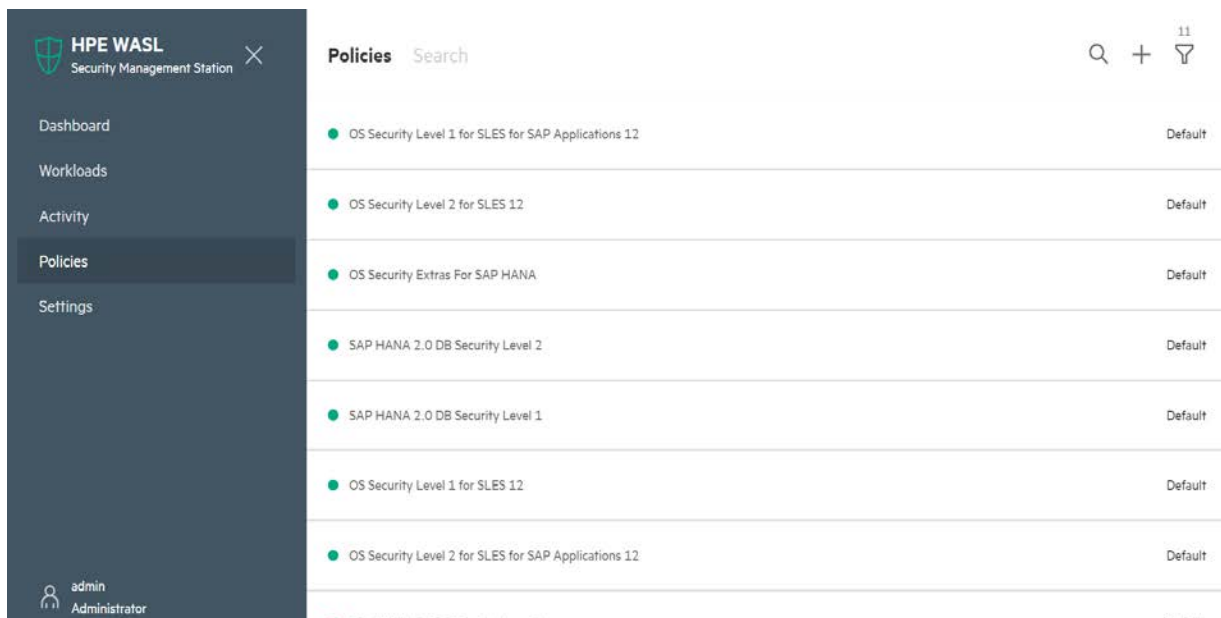 HPE WASL
Security Management Station
Dashboard
Workloads
Activity
Policies
Settings
admin
Administrator
Policies Search
11
OS Security Level 1 for SLES for SAP Applications 12 Default
OS Security Level 2 for SLES 12 Default
OS Security Extras For SAP HANA Default
SAP HANA 2.0 DB Security Level 2 Default
SAP HANA 2.0 DB Security Level 1 Default
OS Security Level 1 for SLES 12 Default
OS Security Level 2 for SLES for SAP Applications 12 Default